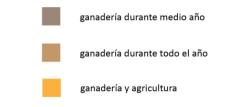 ganadería durante medio año
ganadería durante todo el año
ganadería y agricultura